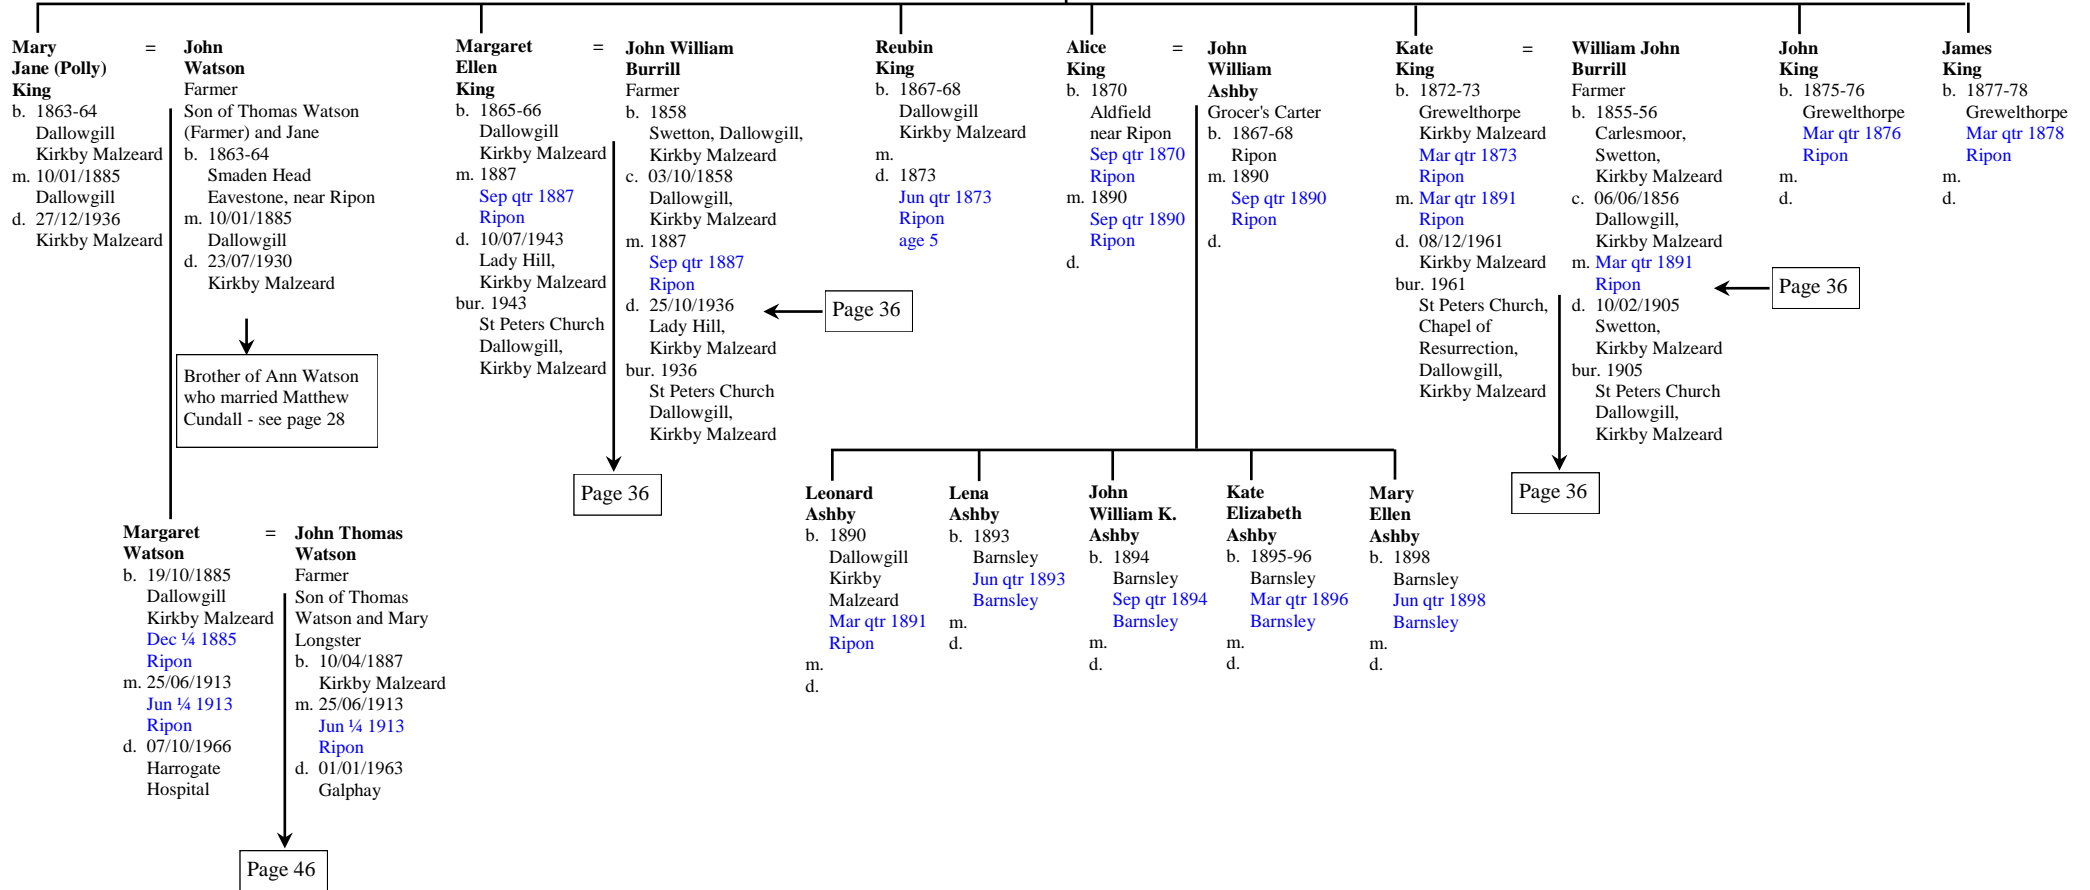 Mary
Jane (Polly)
King
b. 1863-64
Dallowgill
Kirkby Malzeard
m. 10/01/1885
Dallowgill
d. 27/12/1936
Kirkby Malzeard
=
John
Watson
Farmer
Son of Thomas Watson
(Farmer) and Jane
b. 1863-64
Smaden Head
Eavestone, near Ripon
m. 10/01/1885
Dallowgill
d. 23/07/1930
Kirkby Malzeard
Brother of Ann Watson
who married Matthew
Cundall - see page 28
Margaret
Ellen
King
b. 1865-66
Dallowgill
Kirkby Malzeard
m. 1887
Sep qtr 1887
Ripon
d. 10/07/1943
Lady Hill,
Kirkby Malzeard
bur. 1943
St Peters Church
Dallowgill,
Kirkby Malzeard
=
John William
Burrill
Farmer
b. 1858
Swetton, Dallowgill,
Kirkby Malzeard
c. 03/10/1858
Dallowgill,
Kirkby Malzeard
m. 1887
Sep qtr 1887
Ripon
d. 25/10/1936
Lady Hill,
Kirkby Malzeard
bur. 1936
St Peters Church
Dallowgill,
Kirkby Malzeard
Page 36
Page 36
Reubin
King
b. 1867-68
Dallowgill
Kirkby Malzeard
m.
d. 1873
Jun qtr 1873
Ripon
age 5
Alice
King
b. 1870
Aldfield
near Ripon
Sep qtr 1870
Ripon
m. 1890
Sep qtr 1890
Ripon
d.
=
John
William
Ashby
Grocer's Carter
b. 1867-68
Ripon
m. 1890
Sep qtr 1890
Ripon
d.
Kate
King
b. 1872-73
Grewelthorpe
Kirkby Malzeard
Mar qtr 1873
Ripon
m. Mar qtr 1891
Ripon
d. 08/12/1961
Kirkby Malzeard
bur. 1961
St Peters Church,
Chapel of
Resurrection,
Dallowgill,
Kirkby Malzeard
=
William John
Burrill
Farmer
b. 1855-56
Carlesmoor,
Swetton,
Kirkby Malzeard
c. 06/06/1856
Dallowgill,
Kirkby Malzeard
m. Mar qtr 1891
Ripon
d. 10/02/1905
Swetton,
Kirkby Malzeard
bur. 1905
St Peters Church
Dallowgill,
Kirkby Malzeard
Page 36
Page 36
John
King
b. 1875-76
Grewelthorpe
Mar qtr 1876
Ripon
m.
d.
James
King
b. 1877-78
Grewelthorpe
Mar qtr 1878
Ripon
m.
d.
Margaret
Watson
b. 19/10/1885
Dallowgill
Kirkby Malzeard
Dec ¼ 1885
Ripon
m. 25/06/1913
Jun ¼ 1913
Ripon
d. 07/10/1966
Harrogate
Hospital
=
John Thomas
Watson
Farmer
Son of Thomas
Watson and Mary
Longster
b. 10/04/1887
Kirkby Malzeard
m. 25/06/1913
Jun ¼ 1913
Ripon
d. 01/01/1963
Galphay
Page 46
Leonard
Ashby
b. 1890
Dallowgill
Kirkby
Malzeard
Mar qtr 1891
Ripon
m.
d.
Lena
Ashby
b. 1893
Barnsley
Jun qtr 1893
Barnsley
m.
d.
John
William K.
Ashby
b. 1894
Barnsley
Sep qtr 1894
Barnsley
m.
d.
Kate
Elizabeth
Ashby
b. 1895-96
Barnsley
Mar qtr 1896
Barnsley
m.
d.
Mary
Ellen
Ashby
b. 1898
Barnsley
Jun qtr 1898
Barnsley
m.
d.